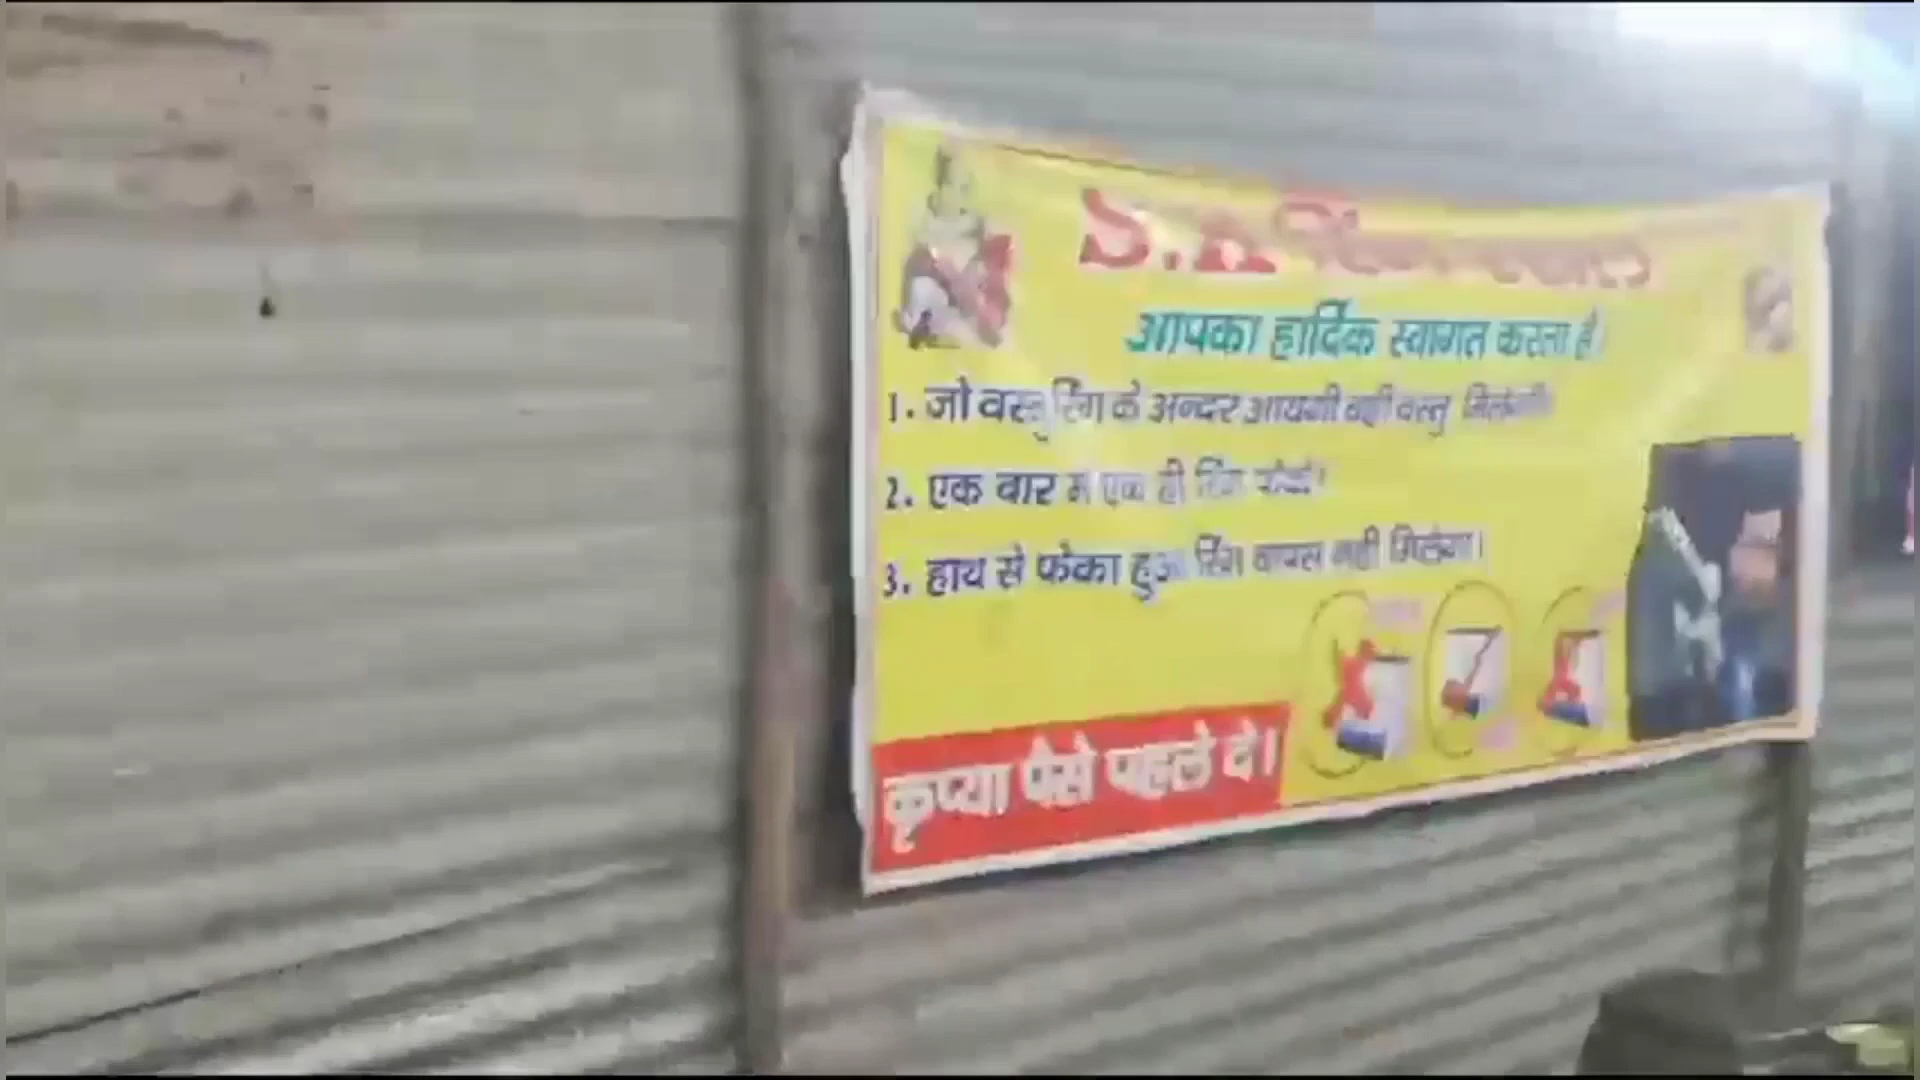 S.R रिंग स्टॉल
आपका हार्दिक स्वागत करता है।
1. जो वस्तु रिंग के अन्दर आयगी वही वस्तु मिलेगी।
2. एक बार में एक ही रिंग फेंके।
3. हाथ से फेका हुआ रिंग वापस नही मिलेगा।
कृप्या पैसे पहले दे।